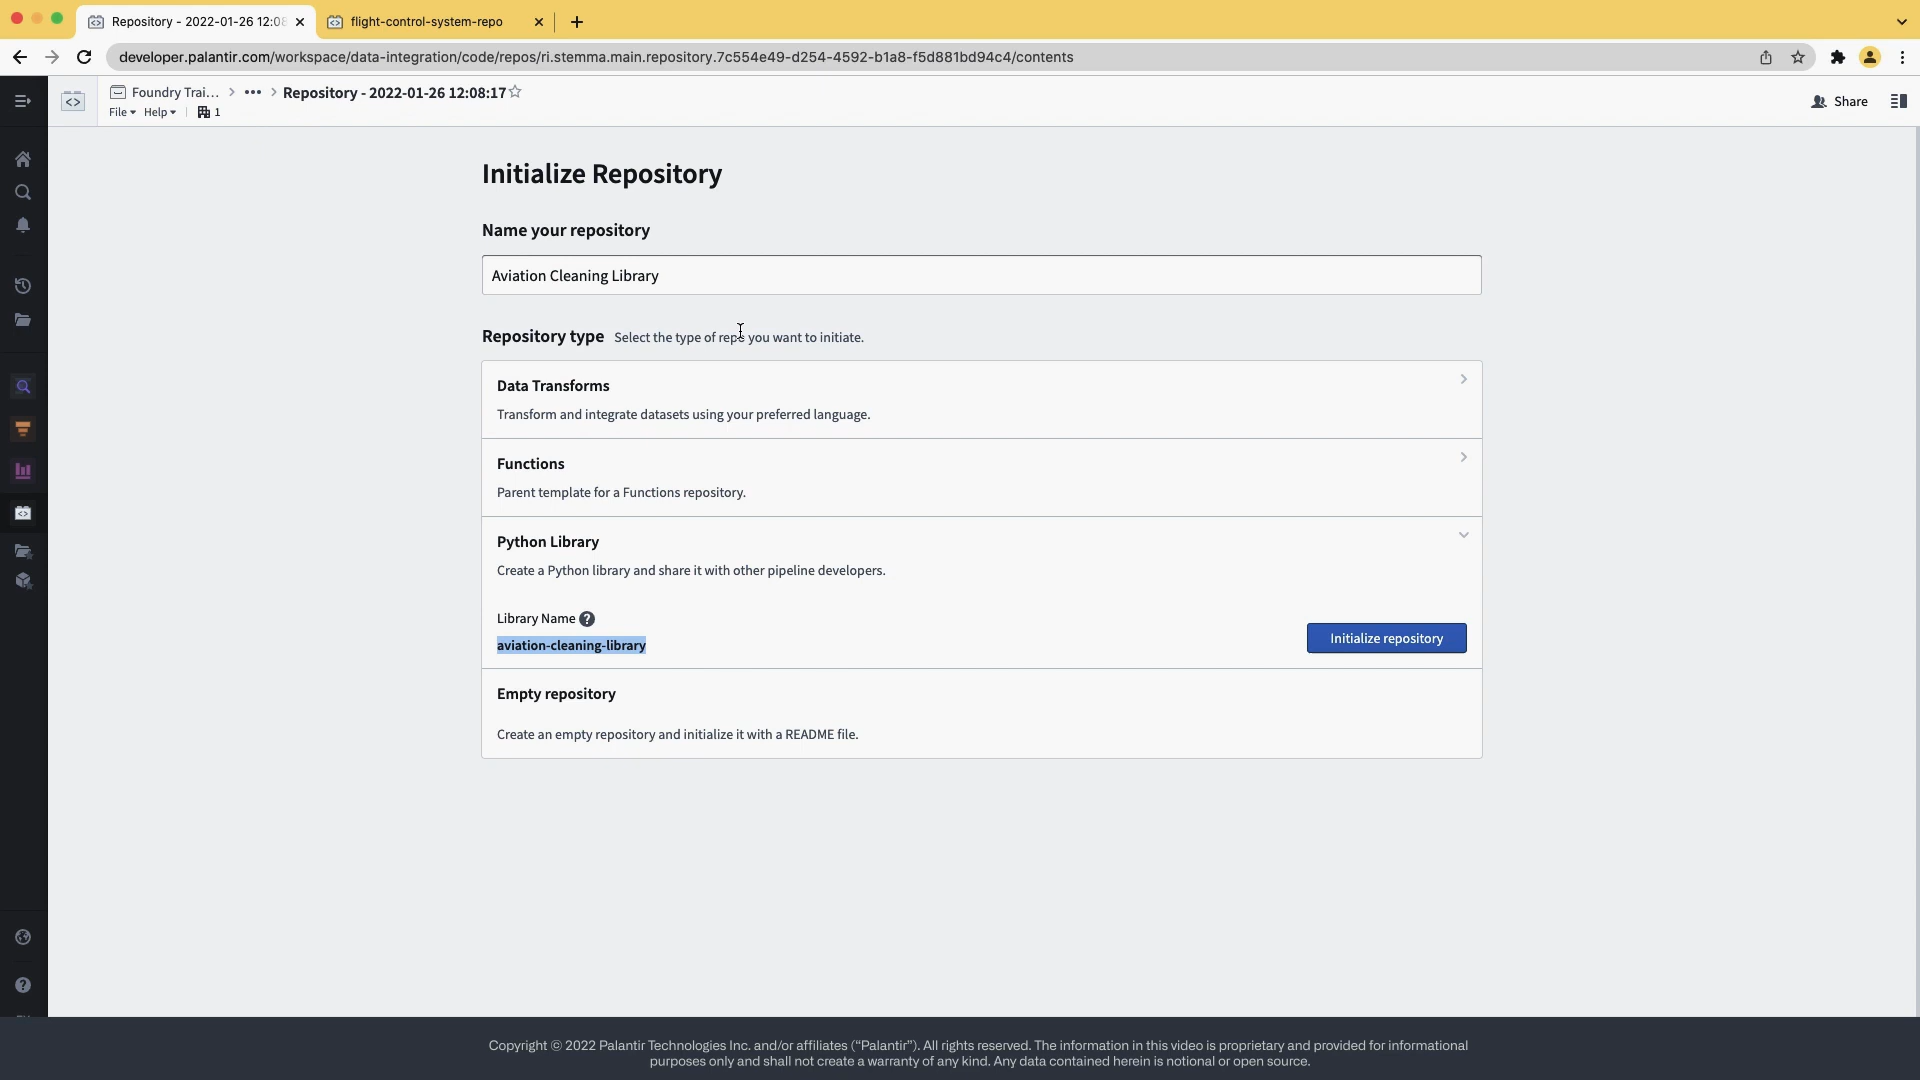 Repository - 2022-01-26 12:08
flight-control-system-repo
developer.palantir.com/workspace/data-integration/code/repos/ri.stemma.main.repository.7c554e49-d254-4592-b1a8-f5d881bd94c4/contents
Foundry Trai... > ••• > Repository - 2022-01-26 12:08:17
File Help 1
Share
Initialize Repository
Name your repository
Aviation Cleaning Library
Repository type Select the type of repo you want to initiate.
Data Transforms
Transform and integrate datasets using your preferred language.
Functions
Parent template for a Functions repository.
Python Library
Create a Python library and share it with other pipeline developers.
Library Name ?
aviation-cleaning-library
Initialize repository
Empty repository
Create an empty repository and initialize it with a README file.
Copyright © 2022 Palantir Technologies Inc. and/or affiliates (“Palantir”). All rights reserved. The information in this video is proprietary and provided for informational
purposes only and shall not create a warranty of any kind. Any data contained herein is notional or open source.